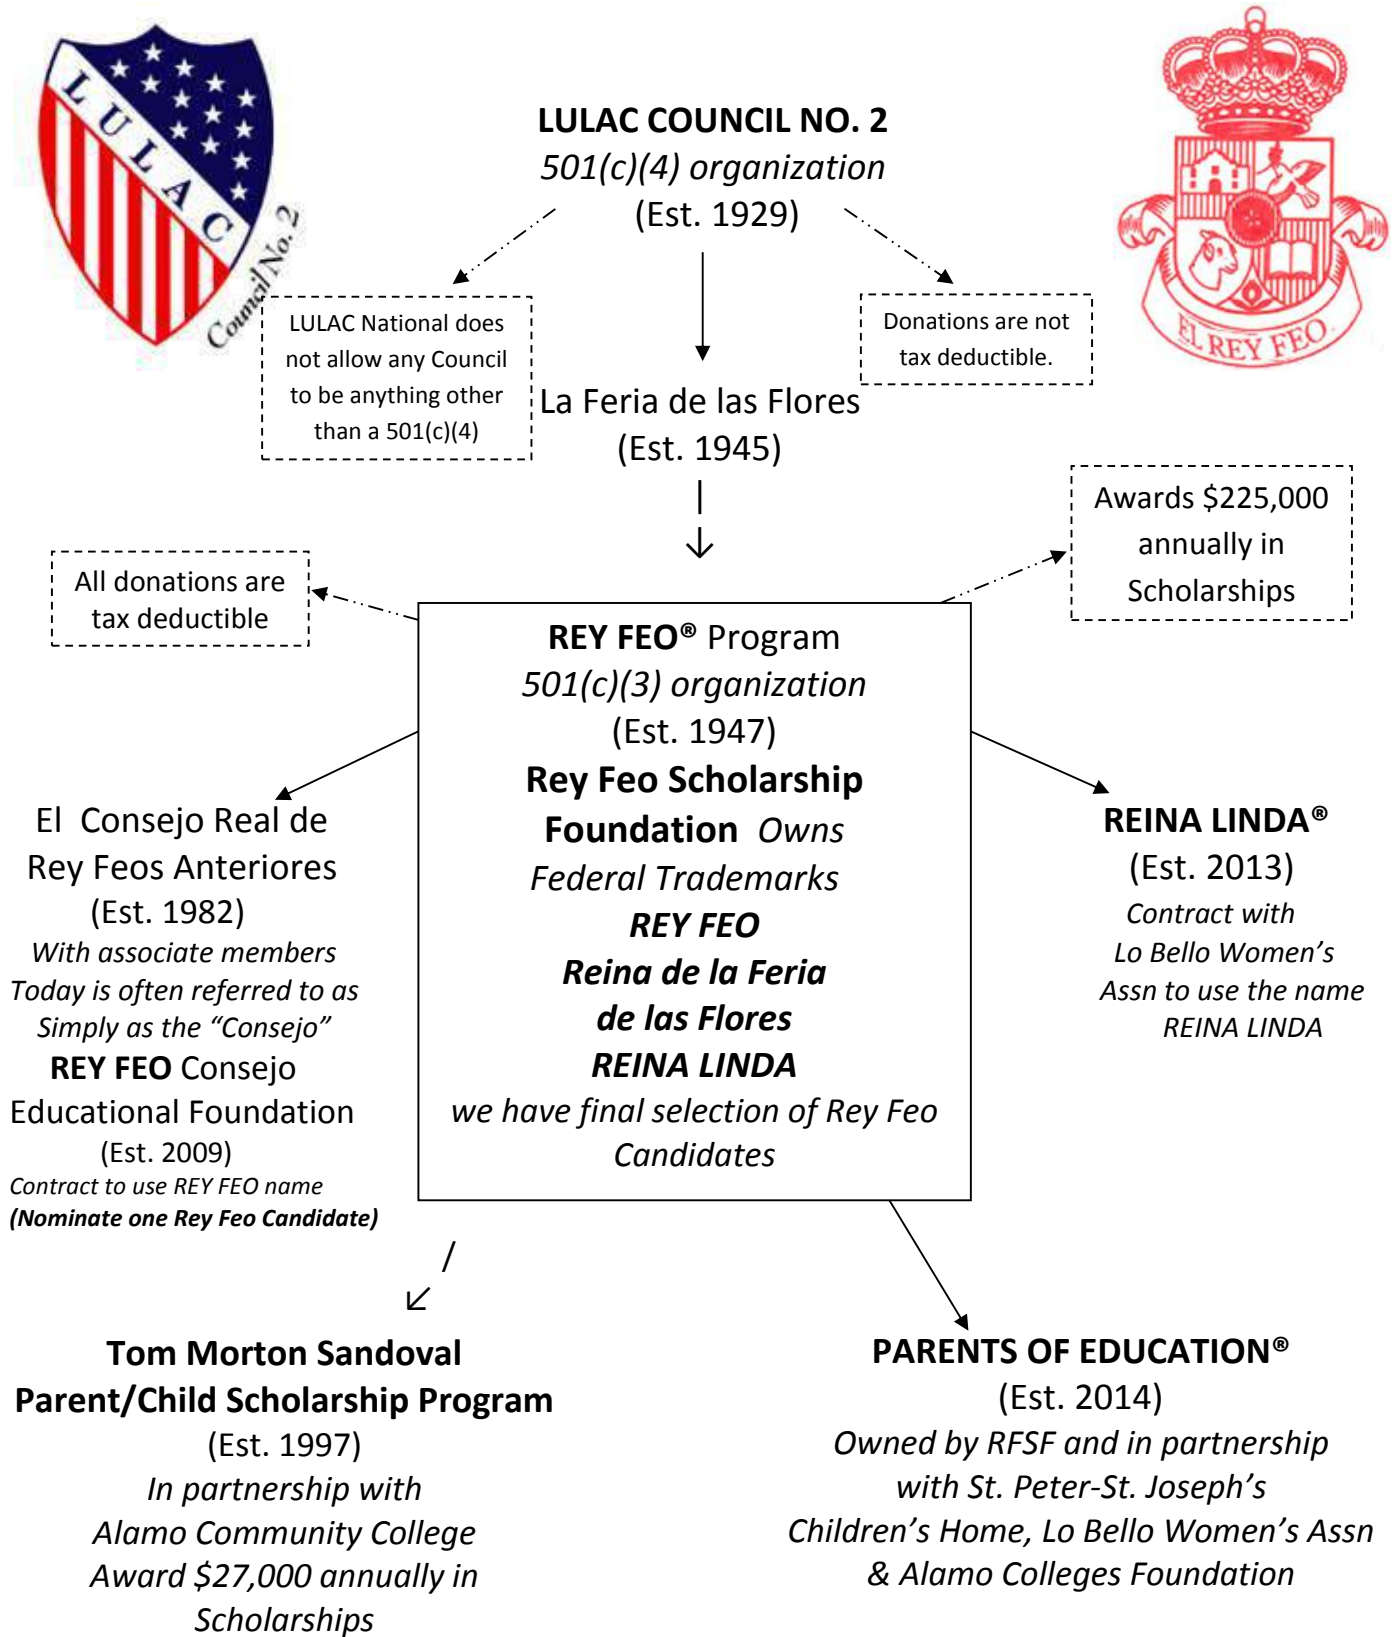 LULAC
Council No. 2
EL REY FEO.
LULAC COUNCIL NO. 2
501(c)(4) organization
(Est. 1929)
LULAC National does
not allow any Council
to be anything other
than a 501(c)(4)
Donations are not
tax deductible.
La Feria de las Flores
(Est. 1945)
All donations are
tax deductible
Awards $225,000
annually in
Scholarships
REY FEO® Program
501(c)(3) organization
(Est. 1947)
Rey Feo Scholarship
Foundation Owns
Federal Trademarks
REY FEO
Reina de la Feria
de las Flores
REINA LINDA
we have final selection of Rey Feo
Candidates
El Consejo Real de
Rey Feos Anteriores
(Est. 1982)
With associate members
Today is often referred to as
Simply as the “Consejo”
REY FEO Consejo
Educational Foundation
(Est. 2009)
Contract to use REY FEO name
(Nominate one Rey Feo Candidate)
REINA LINDA®
(Est. 2013)
Contract with
Lo Bello Women’s
Assn to use the name
REINA LINDA
Tom Morton Sandoval
Parent/Child Scholarship Program
(Est. 1997)
In partnership with
Alamo Community College
Award $27,000 annually in
Scholarships
PARENTS OF EDUCATION®
(Est. 2014)
Owned by RFSF and in partnership
with St. Peter-St. Joseph’s
Children’s Home, Lo Bello Women’s Assn
& Alamo Colleges Foundation